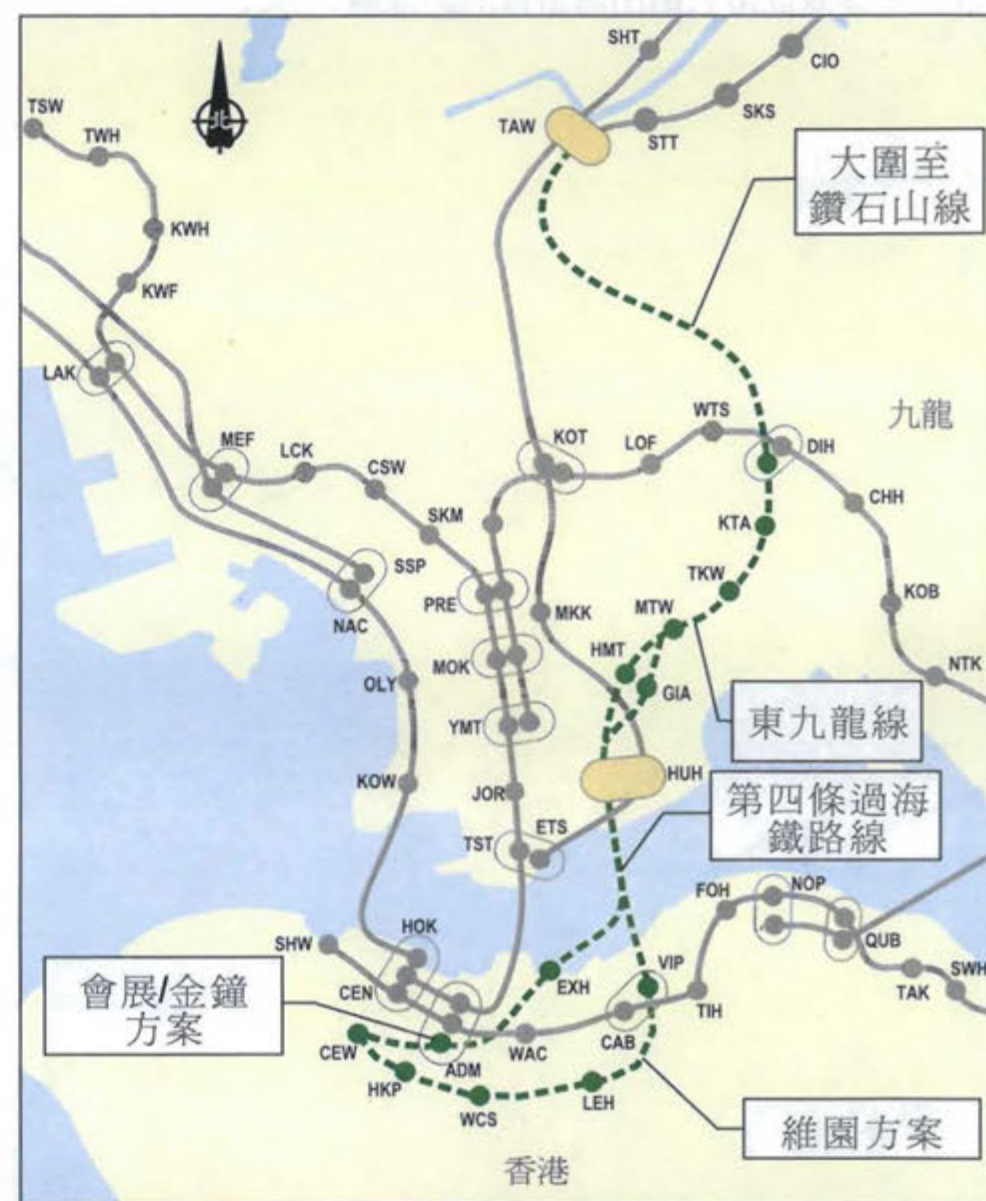 SHT
CIO
TSW
北
SKS
TWH
TAW
STT
大圍至
鑽石山線
KWH
KWF
LAK
九龍
MEF
LCK
KOT
LOF
WTS
DIH
CSW
CHH
SKM
KTA
SSP
TKW
PRE
MKK
MTW
KOB
NAC
HMT
MOK
NTK
OLY
GIA
YMT
東九龍線
KOW
HUH
JOR
第四條過海
鐵路線
ETS
TST
FOH
NOP
SHW
HOK
QUB
SWH
會展/金鐘
方案
CEN
EXH
VIP
TAK
TIH
CEW
ADM
WAC
CAB
HKP
WCS
LEH
維園方案
香港